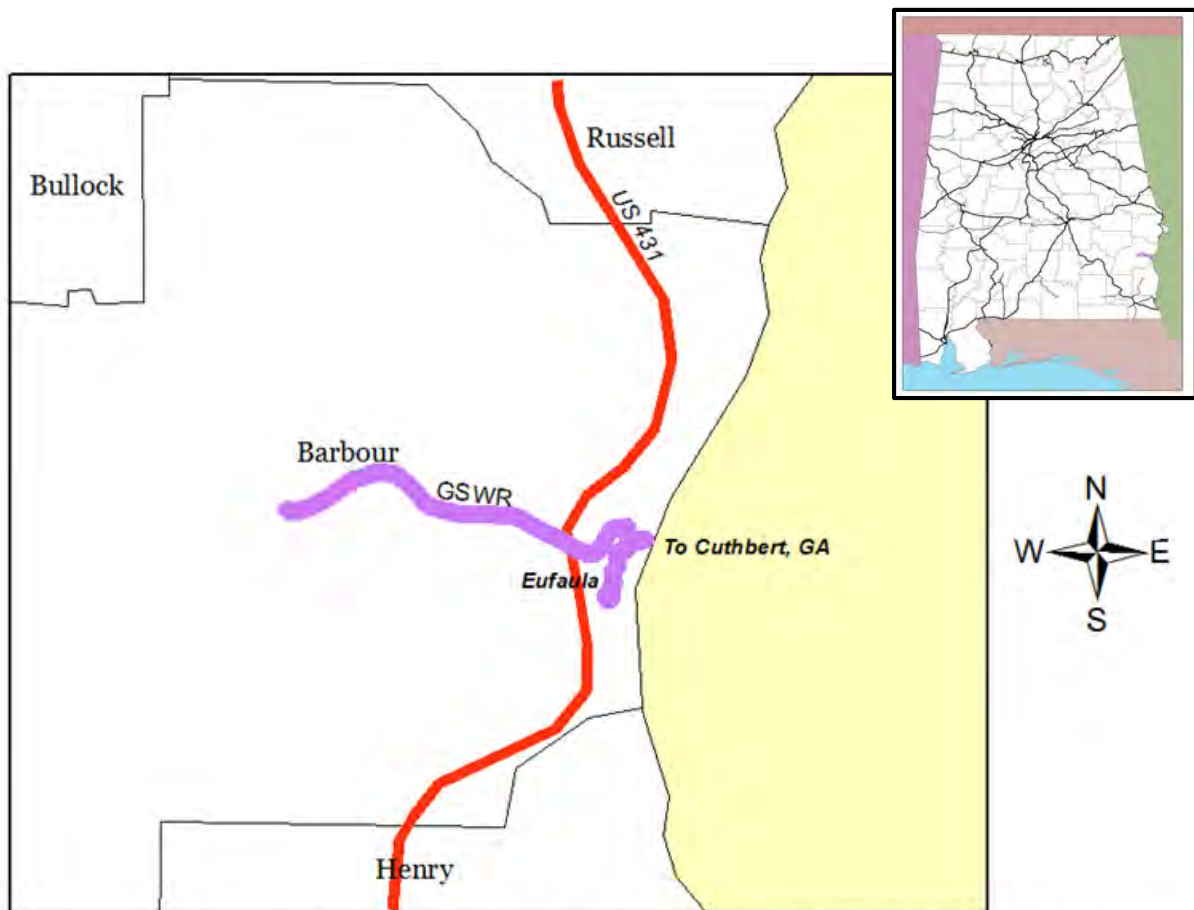 Russell
Bullock
US 431
Barbour
GSWR
To Cuthbert, GA
Eufaula
N
W
E
S
Henry